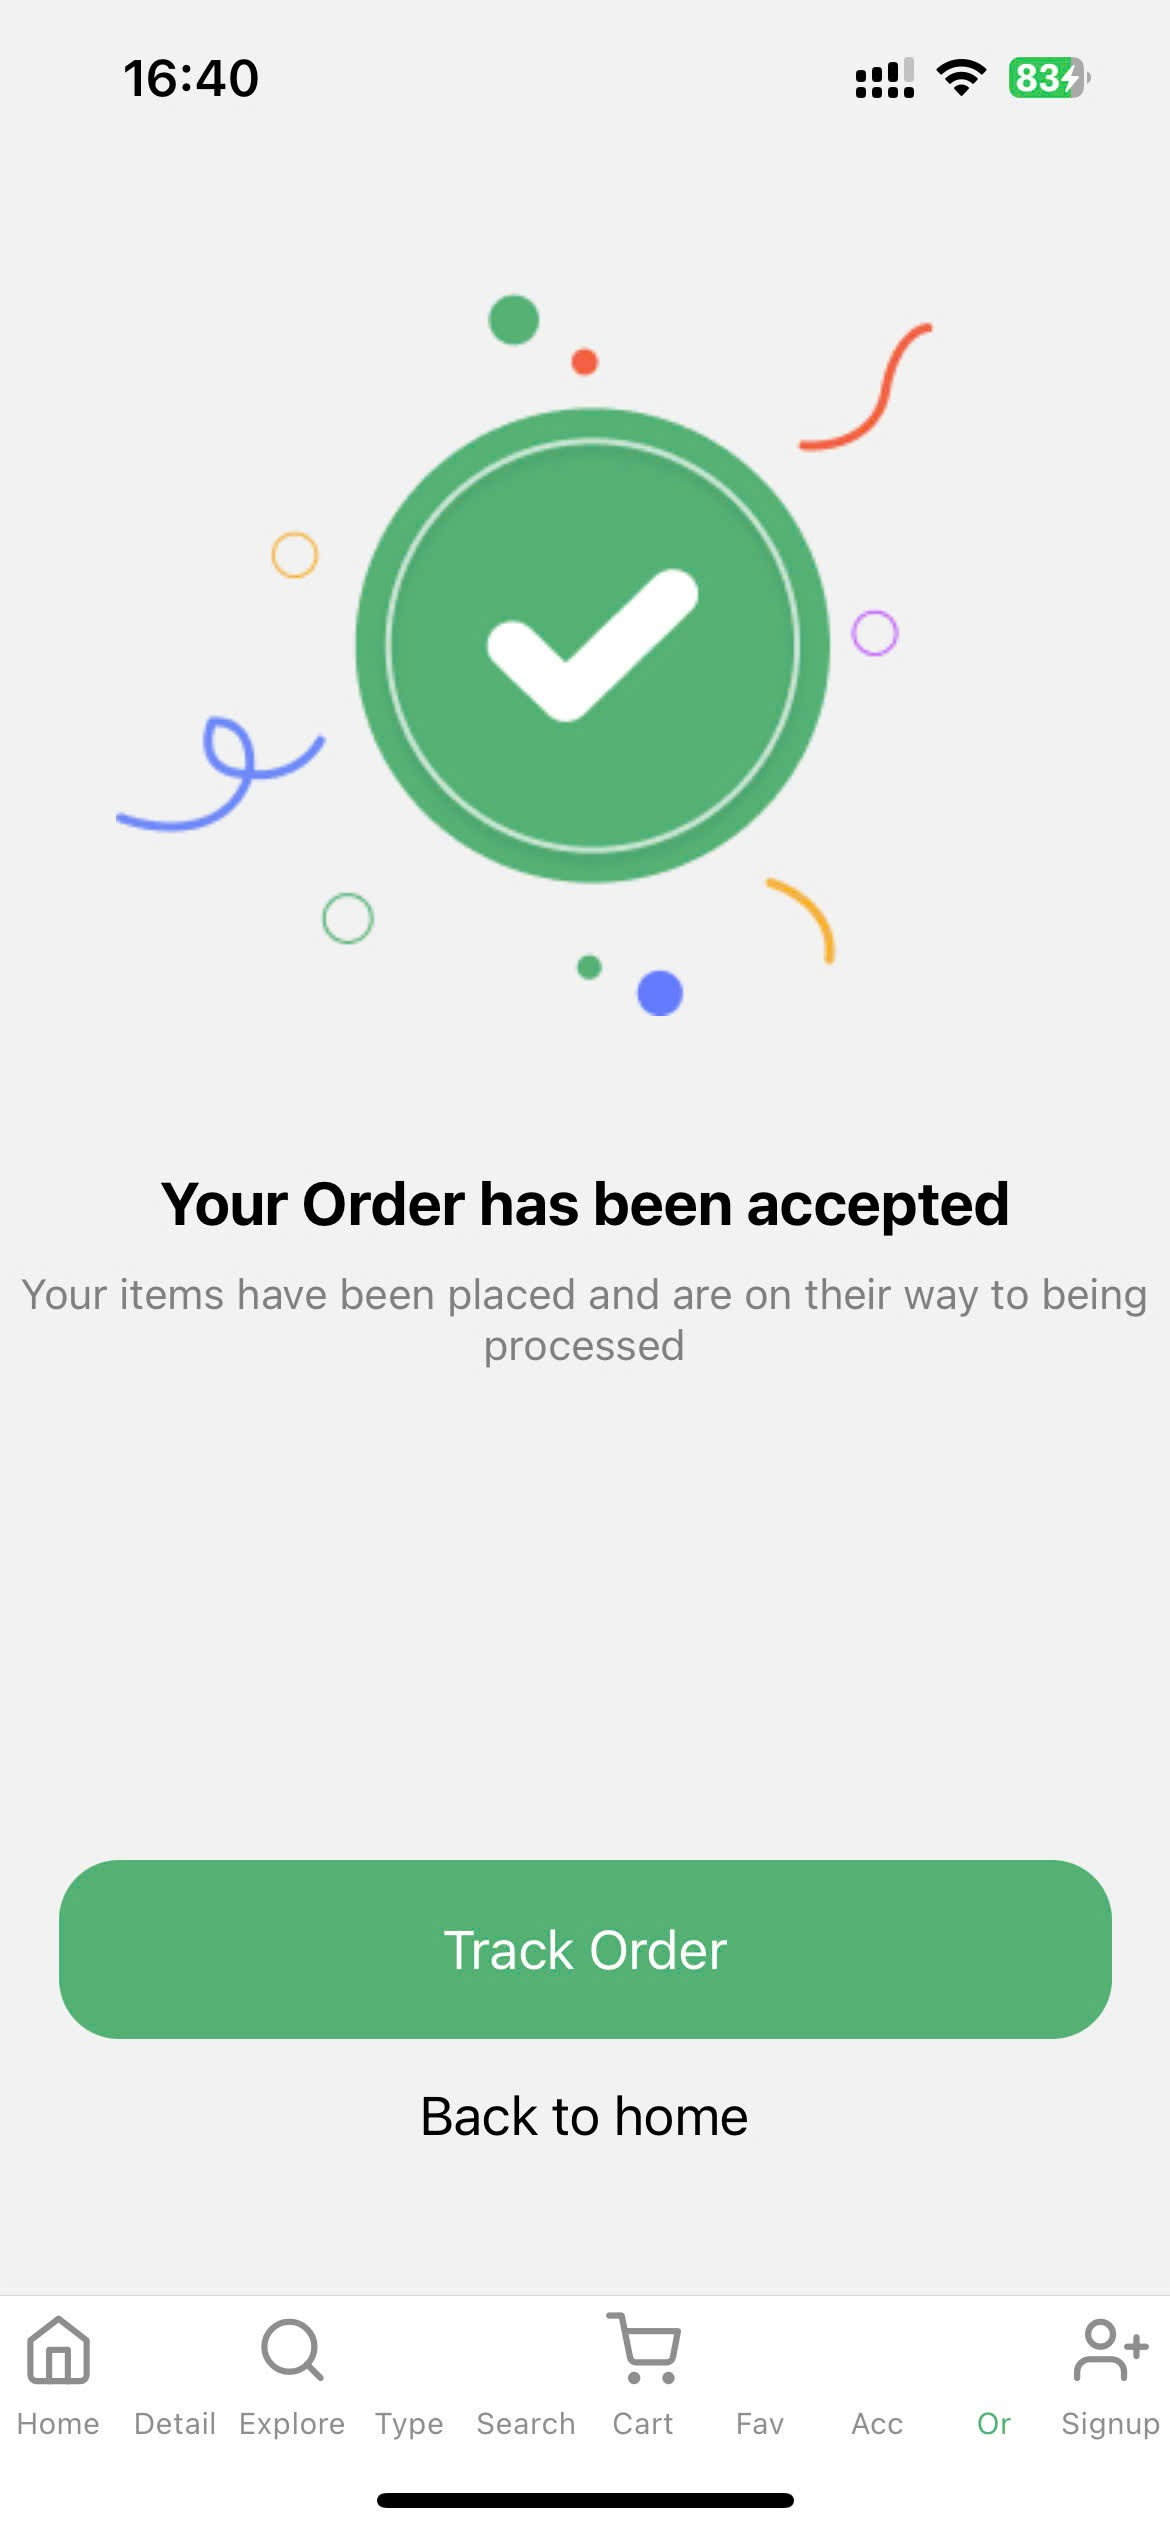 16:40
83
Your Order has been accepted
Your items have been placed and are on their way to being
processed
Track Order
Back to home
Home Detail Explore Type Search Cart Fav Acc Or Signup